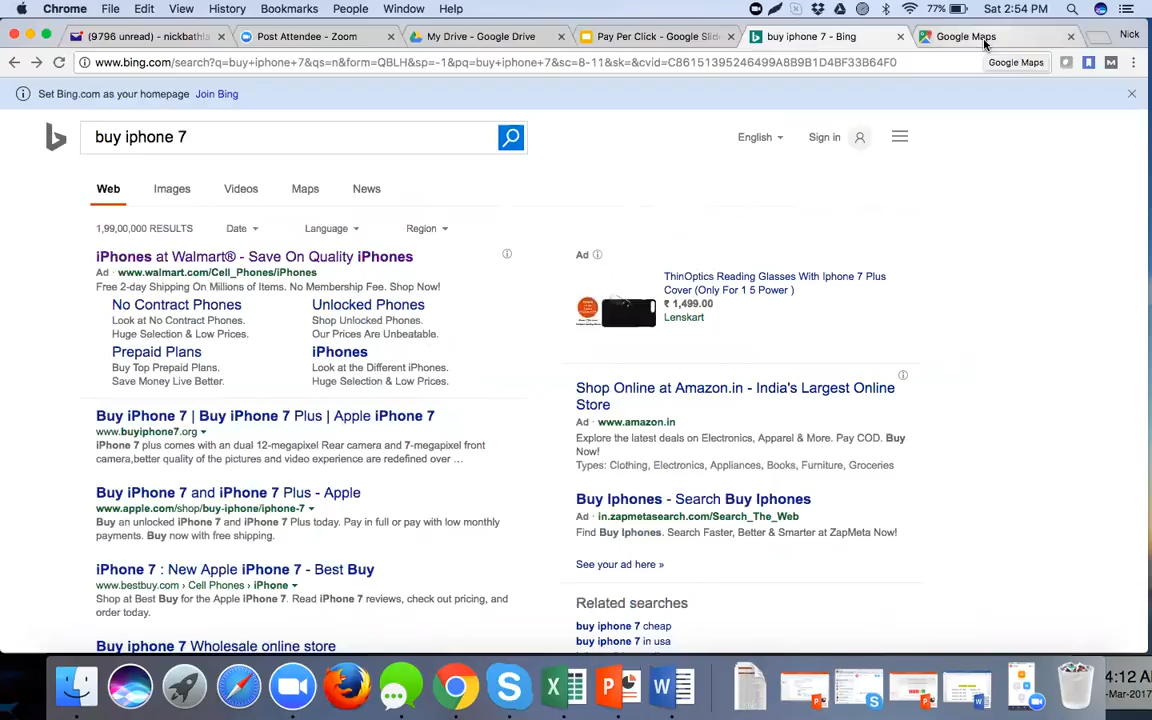 Chrome File Edit View History Bookmarks People Window Help 77% Sat 2:54 PM
(9796 unread) - nickbathla Post Attendee - Zoom My Drive - Google Drive Pay Per Click - Google Slide buy iphone 7 - Bing Google Maps Nick
www.bing.com/search?q=buy+iphone+7&qs=n&form=QBLH&sp=-1&pq=buy+iphone+7&sc=8-11&sk=&cvid=C86151395246499A8B9B1D4BF33B64F0
Google Maps
Set Bing.com as your homepage Join Bing
buy iphone 7
English Sign in
Web Images Videos Maps News
1,99,00,000 RESULTS Date Language Region
iPhones at Walmart® - Save On Quality iPhones
Ad · www.walmart.com/Cell_Phones/iPhones
Free 2-day Shipping On Millions of Items. No Membership Fee. Shop Now!
No Contract Phones
Look at No Contract Phones.
Huge Selection & Low Prices.
Unlocked Phones
Shop Unlocked Phones.
Our Prices Are Unbeatable.
Prepaid Plans
Buy Top Prepaid Plans.
Save Money Live Better.
iPhones
Look at the Different iPhones.
Huge Selection & Low Prices.
Buy iPhone 7 | Buy iPhone 7 Plus | Apple iPhone 7
www.buyiphone7.org
iPhone 7 plus comes with an dual 12-megapixel Rear camera and 7-megapixel front
camera,better quality of the pictures and video experience are redefined over ...
Buy iPhone 7 and iPhone 7 Plus - Apple
www.apple.com/shop/buy-iphone/iphone-7
Buy an unlocked iPhone 7 and iPhone 7 Plus today. Pay in full or pay with low monthly
payments. Buy now with free shipping.
iPhone 7 : New Apple iPhone 7 - Best Buy
www.bestbuy.com › Cell Phones › iPhone
Shop at Best Buy for the Apple iPhone 7. Read iPhone 7 reviews, check out pricing, and
order today.
Buy iphone 7 Wholesale online store
Ad
ThinOptics Reading Glasses With Iphone 7 Plus
Cover (Only For 1 5 Power )
₹ 1,499.00
Lenskart
Shop Online at Amazon.in - India's Largest Online
Store
Ad · www.amazon.in
Explore the latest deals on Electronics, Apparel & More. Pay COD. Buy
Now!
Types: Clothing, Electronics, Appliances, Books, Furniture, Groceries
Buy Iphones - Search Buy Iphones
Ad · in.zapmetasearch.com/Search_The_Web
Find Buy Iphones. Search Faster, Better & Smarter at ZapMeta Now!
See your ad here »
Related searches
buy iphone 7 cheap
buy iphone 7 in usa
4:12 AM
-Mar-2017